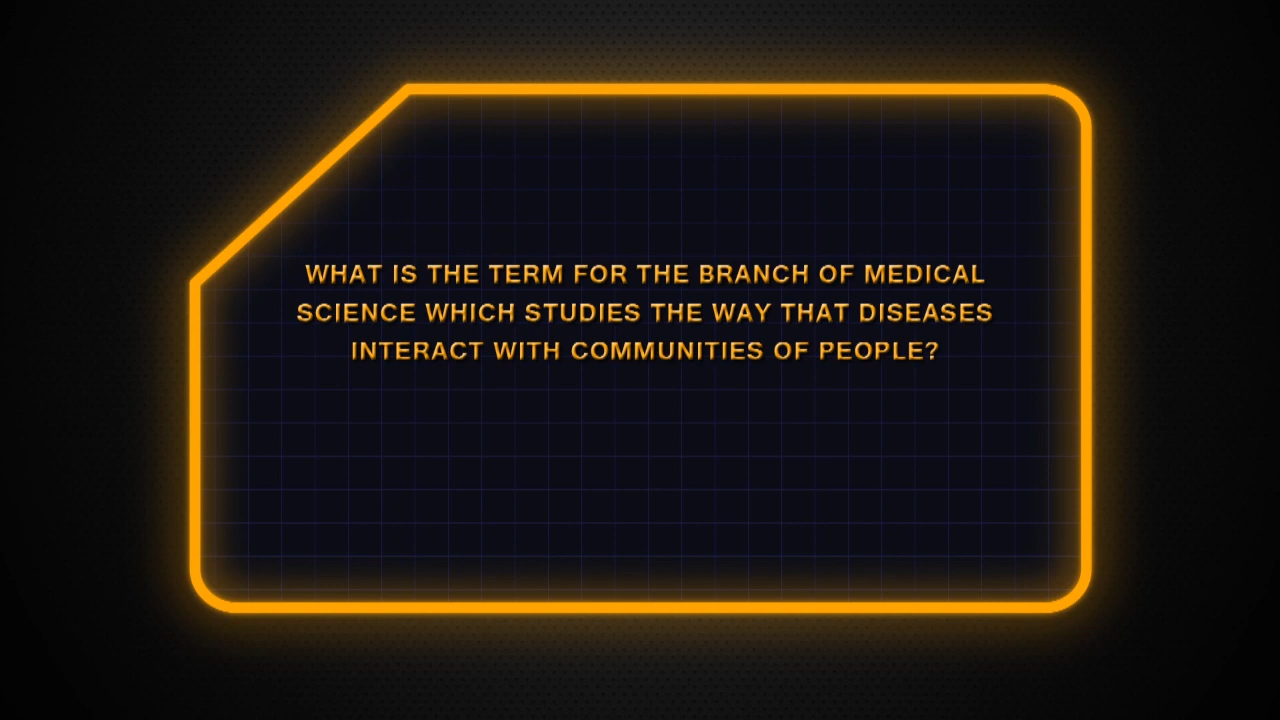 WHAT IS THE TERM FOR THE BRANCH OF MEDICAL
SCIENCE WHICH STUDIES THE WAY THAT DISEASES
INTERACT WITH COMMUNITIES OF PEOPLE?